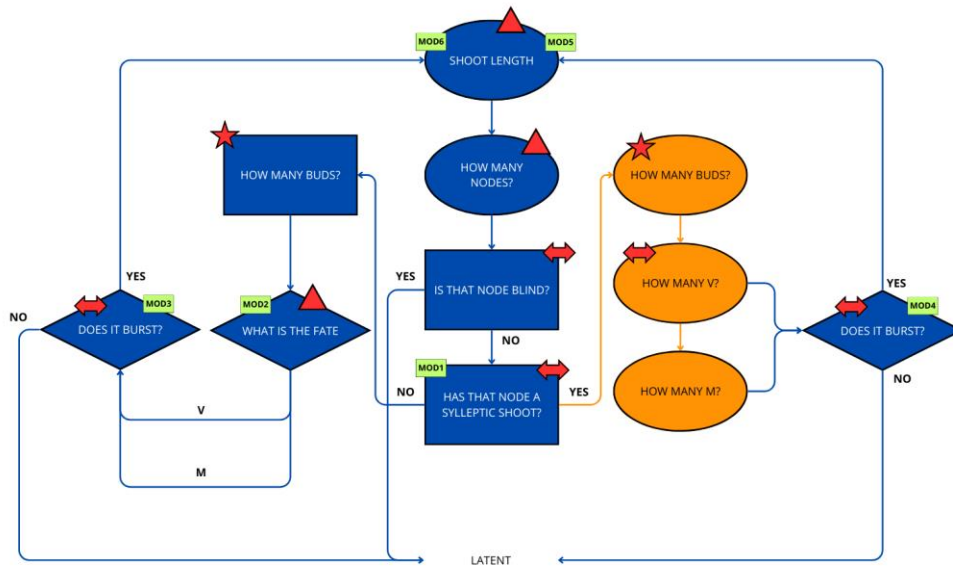 MOD6
MOD5
SHOOT LENGTH
HOW MANY BUDS?
HOW MANY
NODES?
HOW MANY BUDS?
YES
YES
IS THAT NODE BLIND?
HOW MANY V?
YES
NO
MOD3
DOES IT BURST?
MOD2
WHAT IS THE FATE
MOD4
DOES IT BURST?
NO
NO
MOD1
HAS THAT NODE A
SYLLEPTIC SHOOT?
NO
YES
HOW MANY M?
V
M
LATENT